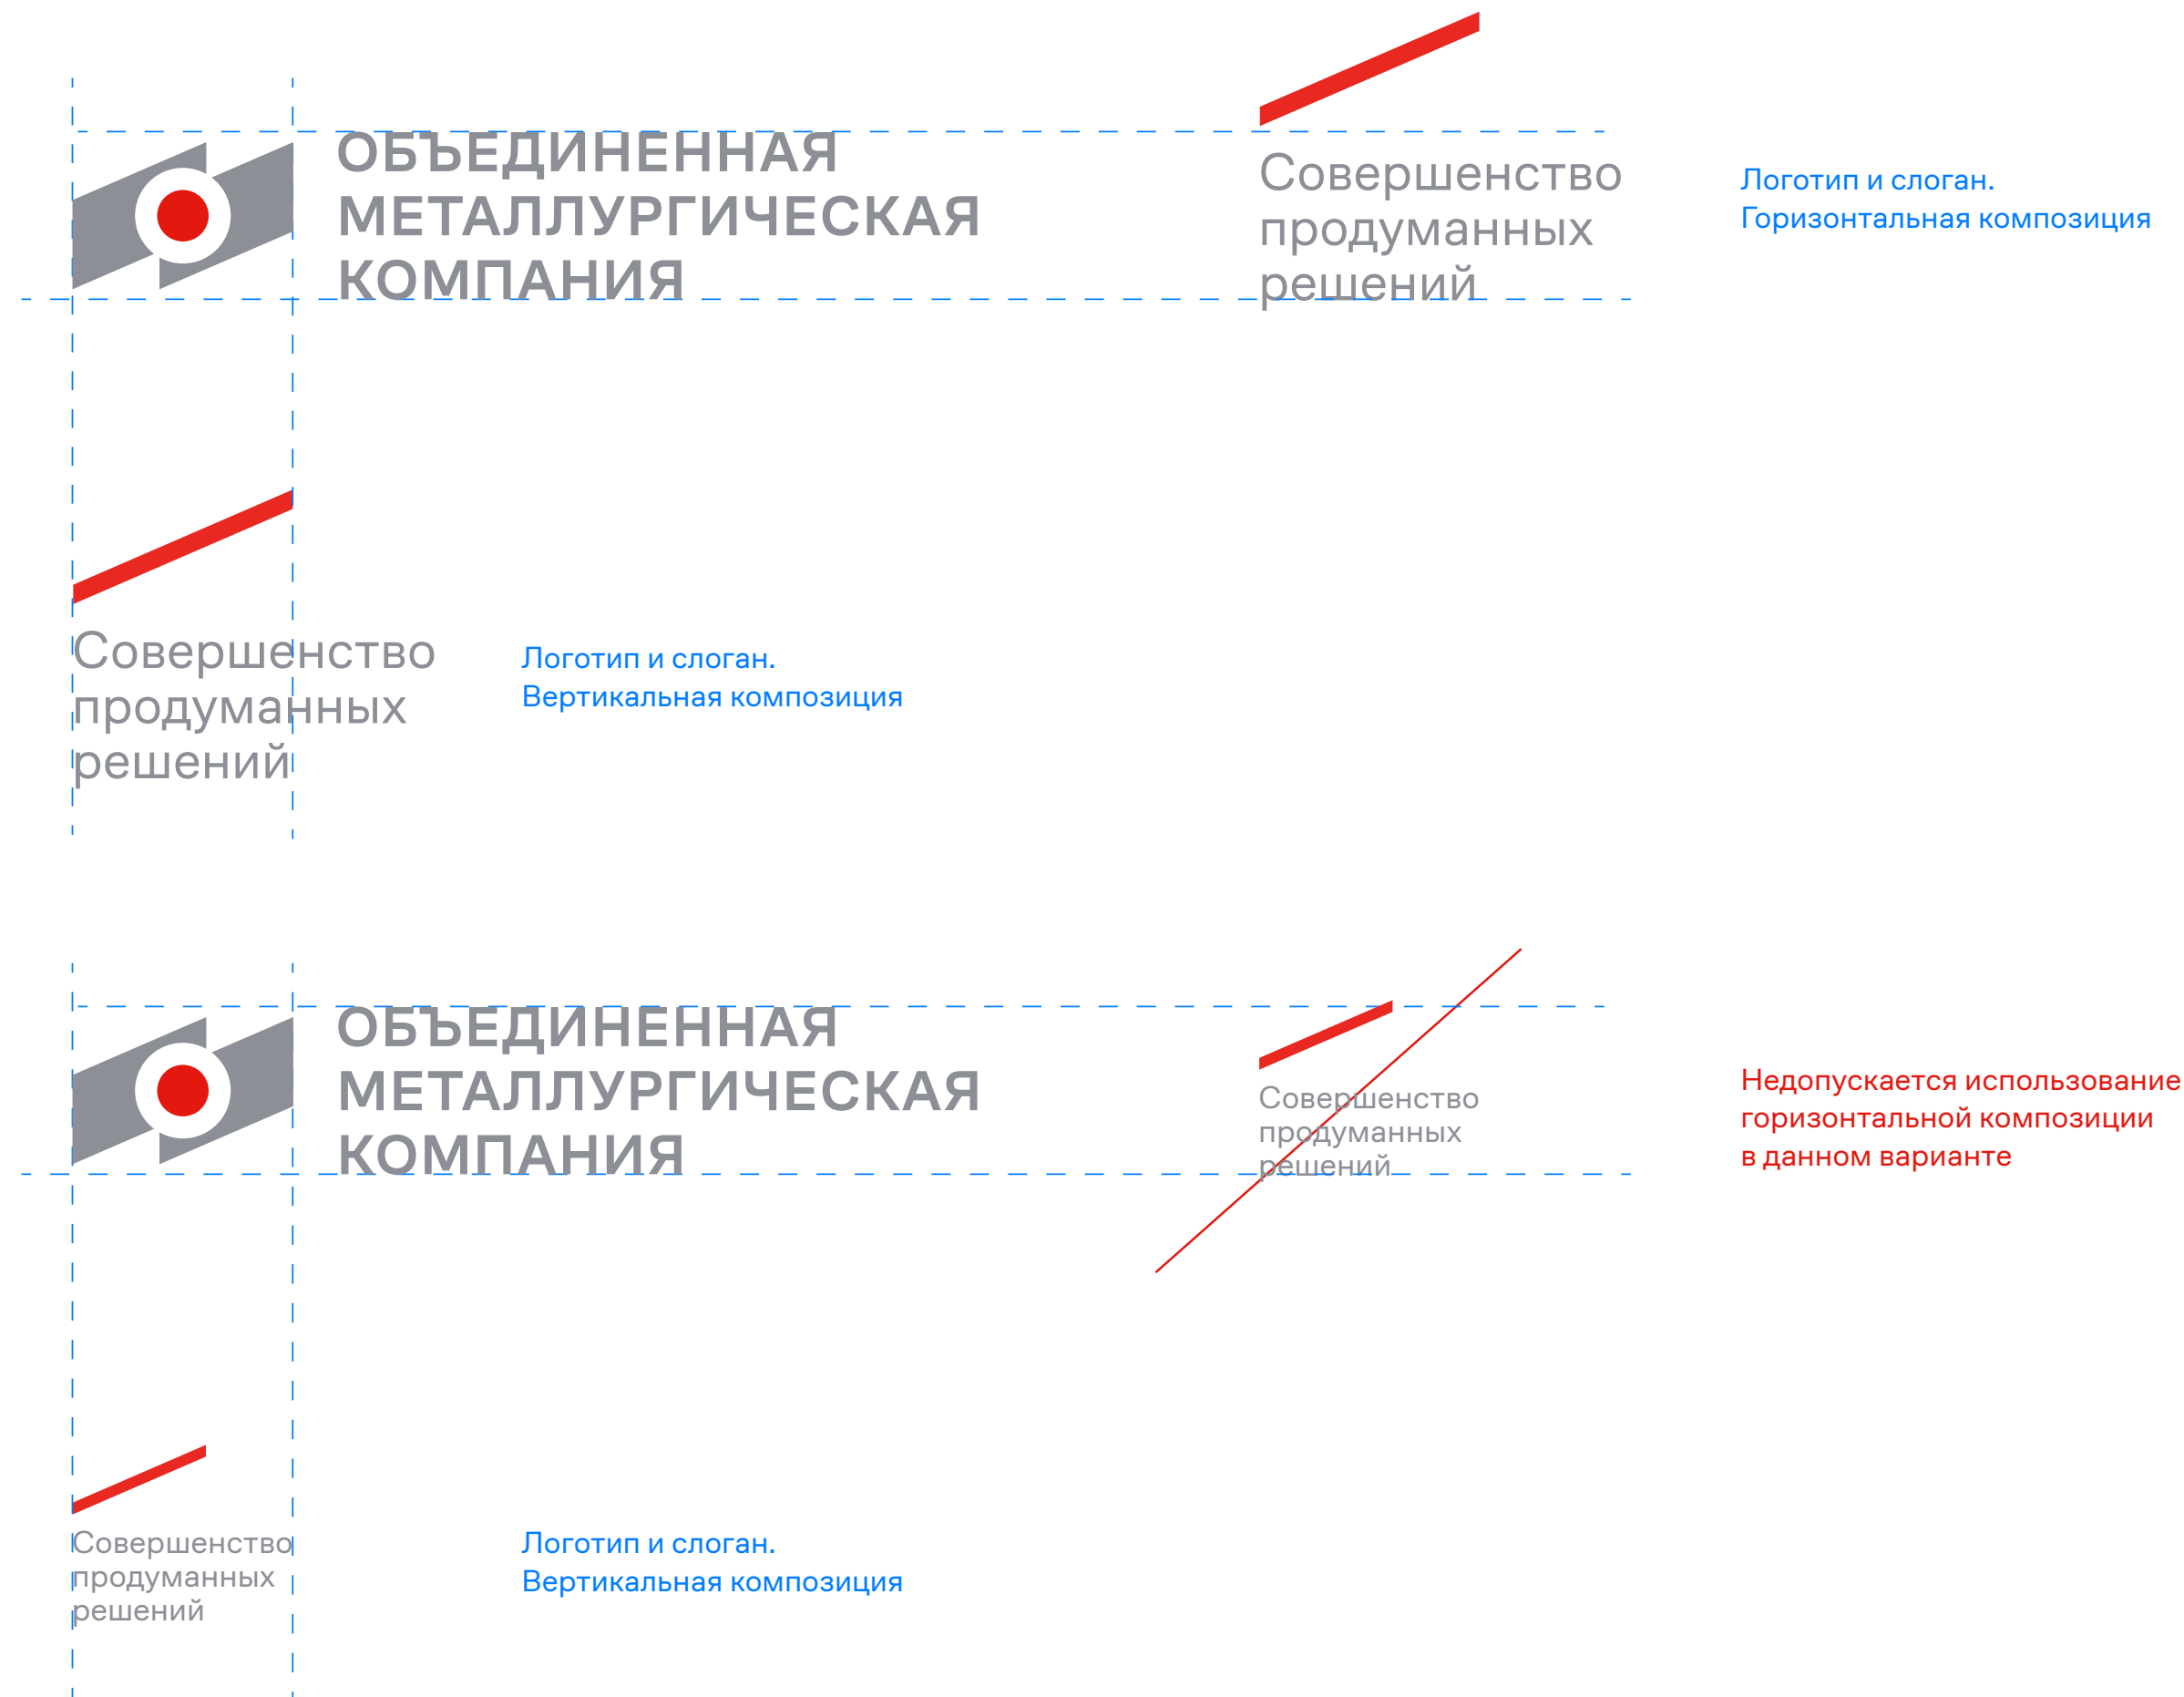 ОБЪЕДИНЕННАЯ
МЕТАЛЛУРГИЧЕСКАЯ
КОМПАНИЯ
Совершенство
продуманных
решений
Логотип и слоган.
Горизонтальная композиция
Совершенство
продуманных
решений
Логотип и слоган.
Вертикальная композиция
ОБЪЕДИНЕННАЯ
МЕТАЛЛУРГИЧЕСКАЯ
КОМПАНИЯ
Совершенство
продуманных
решений
Недопускается использование
горизонтальной композиции
в данном варианте
Совершенство
продуманных
решений
Логотип и слоган.
Вертикальная композиция